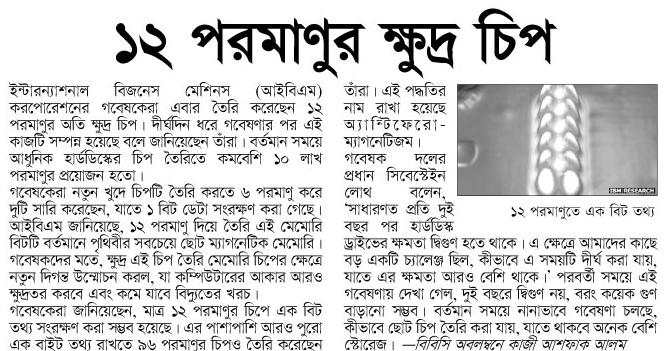 ১২ পরমাণুর ক্ষুদ্র চিপ
ইন্টারন্যাশনাল বিজনেস মেশিনস (আইবিএম)
করপোরেশনের গবেষকেরা এবার তৈরি করেছেন ১২
পরমাণুর অতি ক্ষুদ্র চিপ। দীর্ঘদিন ধরে গবেষণার পর এই
কাজটি সম্পন্ন হয়েছে বলে জানিয়েছেন তাঁরা। বর্তমান সময়ে
আধুনিক হার্ডডিস্কের চিপ তৈরিতে কমবেশি ১০ লাখ
পরমাণুর প্রয়োজন হতো।
গবেষকেরা নতুন খুদে চিপটি তৈরি করতে ৬ পরমাণু করে
দুটি সারি করেছেন, যাতে ১ বিট ডেটা সংরক্ষণ করা গেছে।
আইবিএম জানিয়েছে, ১২ পরমাণু দিয়ে তৈরি এই মেমোরি
বিটটি বর্তমানে পৃথিবীর সবচেয়ে ছোট ম্যাগনেটিক মেমোরি।
গবেষকদের মতে, ক্ষুদ্র এই চিপ তৈরি মেমোরি চিপের ক্ষেত্রে
নতুন দিগন্ত উন্মোচন করল, যা কম্পিউটারের আকার আরও
ক্ষুদ্রতর করবে এবং কমে যাবে বিদ্যুতের খরচ।
গবেষকেরা জানিয়েছেন, মাত্র ১২ পরমাণুর চিপে এক বিট
তথ্য সংরক্ষণ করা সম্ভব হয়েছে। এর পাশাপাশি আরও পুরো
এক বাইট তথ্য রাখতে ৯৬ পরমাণুর চিপও তৈরি করেছেন
তাঁরা। এই পদ্ধতির
নাম রাখা হয়েছে
অ্যান্টিফেরো-
ম্যাগনেটিজম।
গবেষক দলের
প্রধান সিবেস্টেইন
লোথ বলেন,
'সাধারণত প্রতি দুই
বছর পর হার্ডডিস্ক
ড্রাইভের ক্ষমতা দ্বিগুণ হতে থাকে। এ ক্ষেত্রে আমাদের কাছে
বড় একটি চ্যালেঞ্জ ছিল, কীভাবে এ সময়টি দীর্ঘ করা যায়,
যাতে এর ক্ষমতা আরও বেশি থাকে।' পরবর্তী সময়ে এই
গবেষণায় দেখা গেল, দুই বছরে দ্বিগুণ নয়, বরং কয়েক গুণ
বাড়ানো সম্ভব। বর্তমান সময়ে নানাভাবে গবেষণা চলছে,
কীভাবে ছোট চিপ তৈরি করা যায়, যাতে থাকবে অনেক বেশি
স্টোরেজ। —বিবিসি অবলম্বনে কাজী আশফাক আলম
IBM RESEARCH
১২ পরমাণুতে এক বিট তথ্য